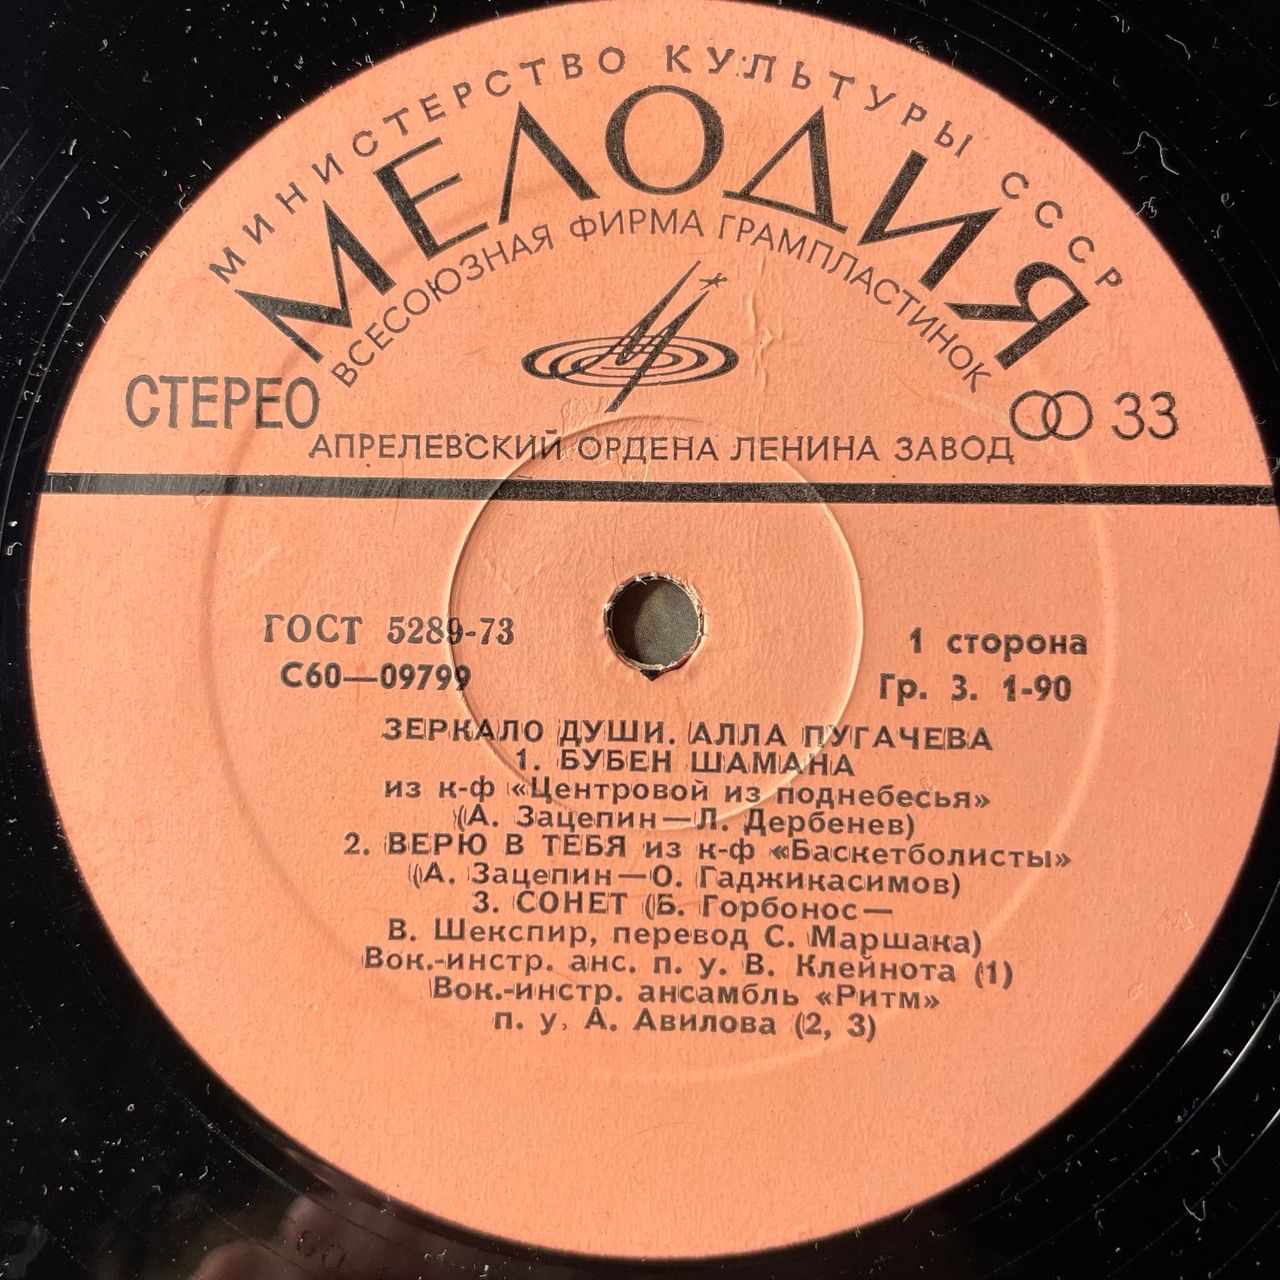 МИНИСТЕРСТВО КУЛЬТУРЫ СССР
МЕЛОДИЯ
ВСЕСОЮЗНАЯ ФИРМА ГРАМПЛАСТИНОК
СТЕРЕО
33
АПРЕЛЕВСКИЙ ОРДЕНА ЛЕНИНА ЗАВОД
ГОСТ 5289-73
1 сторона
С60—09799
Гр. 3. 1-90
ЗЕРКАЛО ДУШИ. АЛЛА ПУГАЧЕВА
1. БУБЕН ШАМАНА
из к-ф «Центровой из поднебесья»
(А. Зацепин—Л. Дербенев)
2. ВЕРЮ В ТЕБЯ из к-ф «Баскетболисты»
(А. Зацепин—О. Гаджикасимов)
3. СОНЕТ (Б. Горбонос—
В. Шекспир, перевод С. Маршака)
Вок.-инстр. анс. п. у. В. Клейнота (1)
Вок.-инстр. ансамбль «Ритм»
п. у. А. Авилова (2, 3)